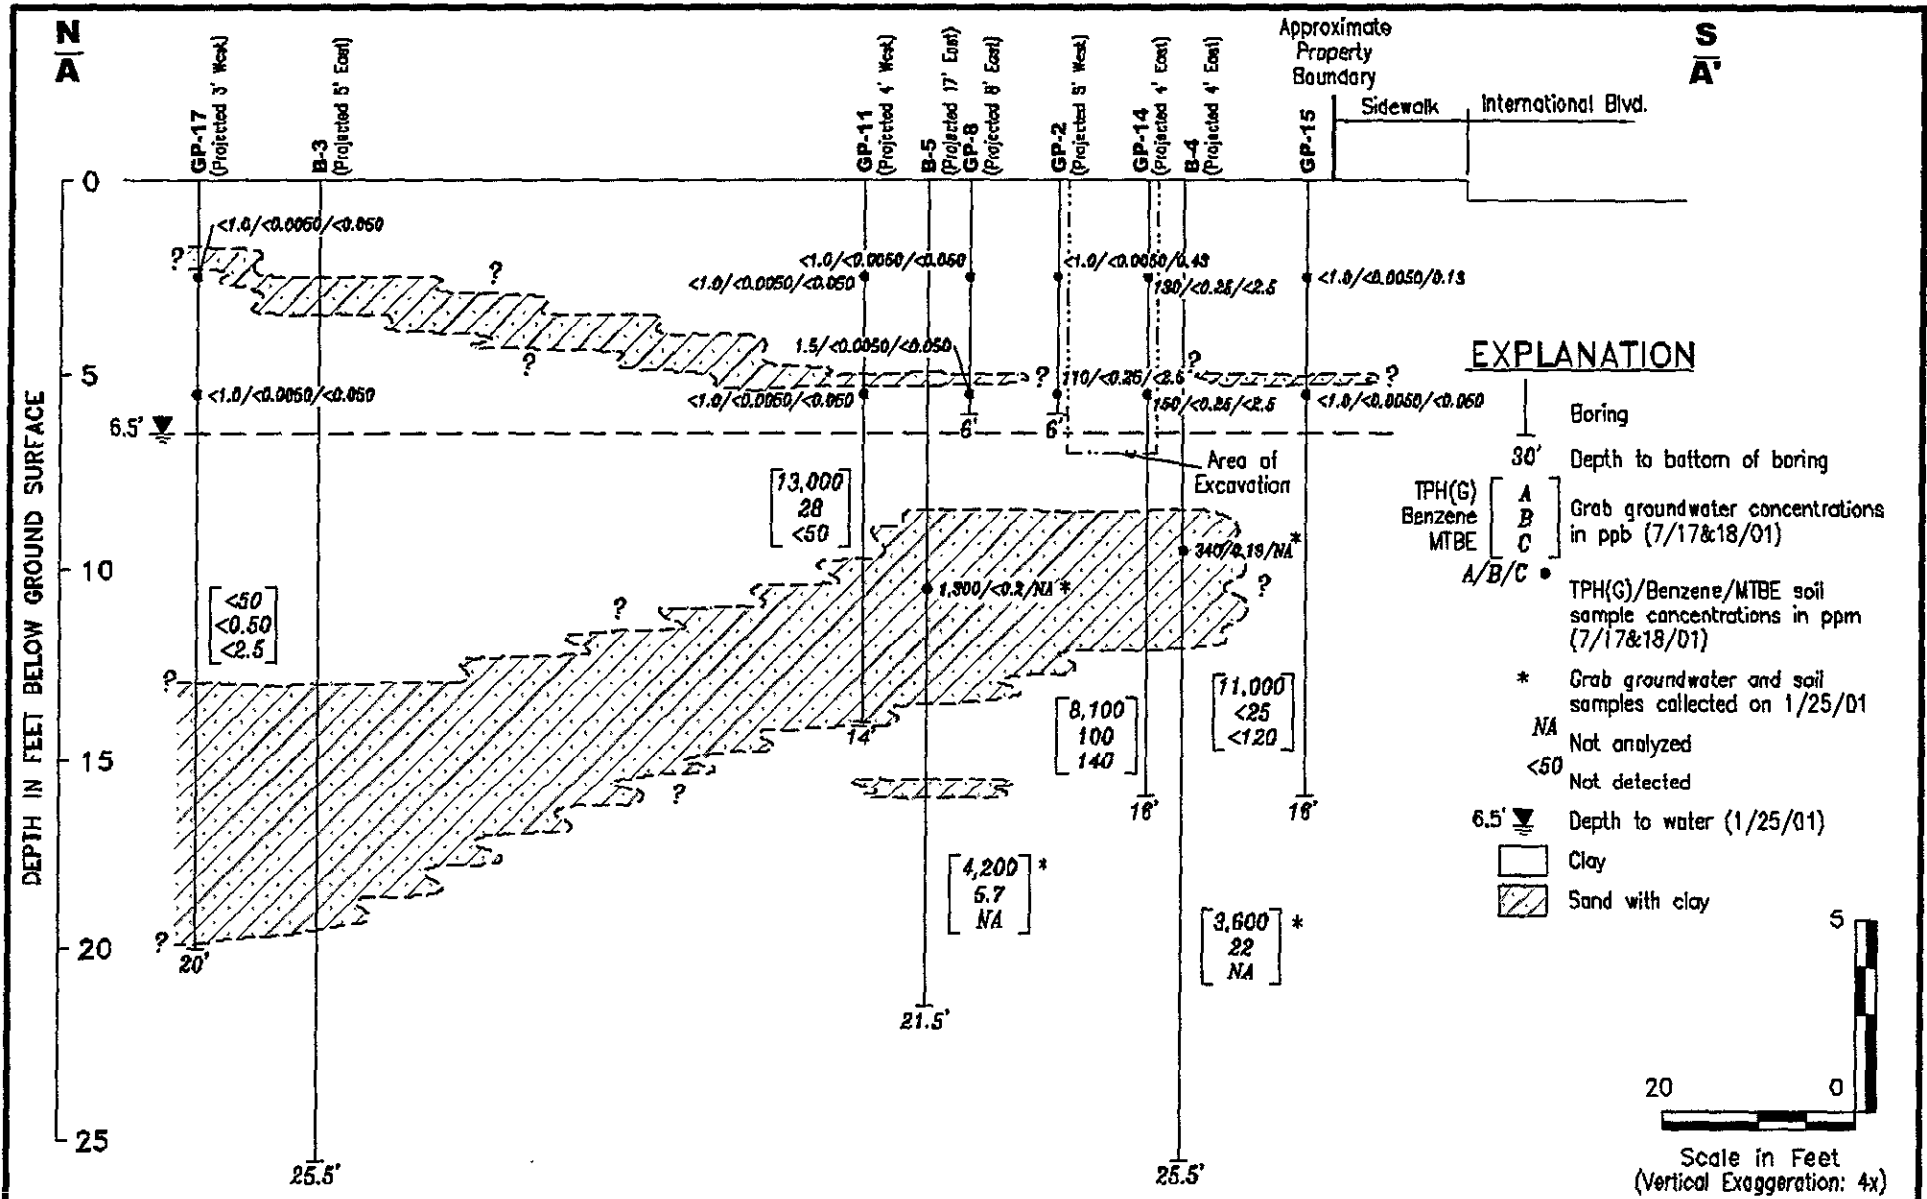 N
A
S
A'
GP-17
(Projected 3' West)
B-3
(Projected 5' East)
GP-11
(Projected 4' West)
B-5
(Projected 17' East)
GP-8
(Projected 8' East)
GP-2
(Projected 5' West)
GP-14
(Projected 4' East)
B-4
(Projected 4' East)
GP-15
Approximate
Property
Boundary
Sidewalk
International Blvd.
DEPTH IN FEET BELOW GROUND SURFACE
0
5
10
15
20
25
6.5'
<1.0/<0.0050/<0.050
<1.0/<0.0050/<0.050
<1.0/<0.0050/<0.050
<1.0/<0.0050/<0.050
<1.0/<0.0050/0.43
130/<0.25/<2.5
<1.0/<0.0050/0.13
1.5/<0.0050/<0.050
110/<0.25/<2.5
<1.0/<0.0050/<0.050
150/<0.25/<2.5
<1.0/<0.0050/<0.050
?
?
?
?
?
?
6'
6'
Area of
Excavation
13,000
28
<50
340/0.19/NA*
1,300/<0.2/NA*
<50
<0.50
<2.5
?
?
?
?
?
8,100
100
140
11,000
<25
<120
14'
16'
16'
4,200 *
5.7
NA
3,600 *
22
NA
20'
21.5'
25.5'
25.5'
EXPLANATION
Boring
30' Depth to bottom of boring
TPH(G) A
Benzene B
MTBE C
Grab groundwater concentrations
in ppb (7/17&18/01)
A/B/C
TPH(G)/Benzene/MTBE soil
sample concentrations in ppm
(7/17&18/01)
* Grab groundwater and soil
samples collected on 1/25/01
NA Not analyzed
<50 Not detected
6.5' Depth to water (1/25/01)
Clay
Sand with clay
5
20 0
Scale in Feet
(Vertical Exaggeration: 4x)